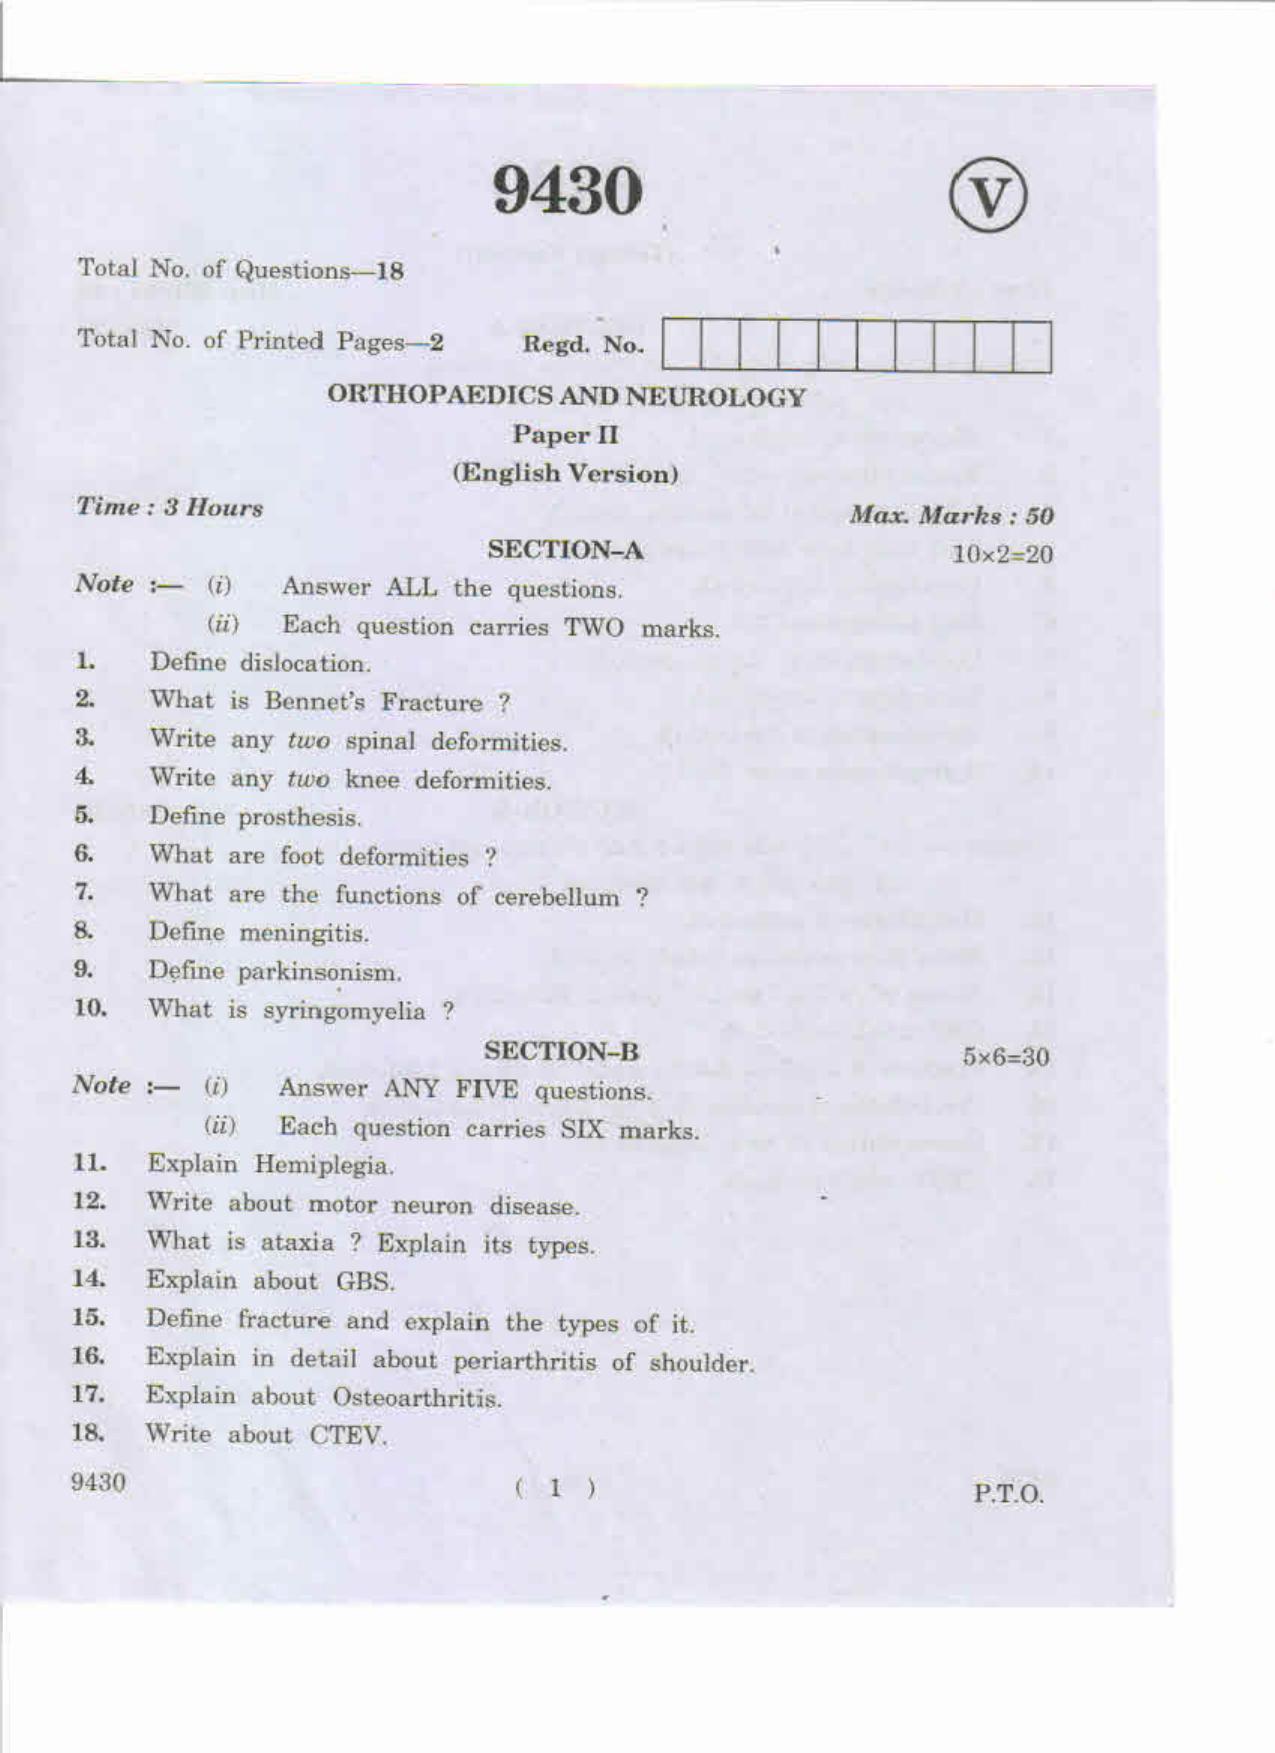 9430
V
Total No. of Questions—18
Total No. of Printed Pages—2 Regd. No.
ORTHOPAEDICS AND NEUROLOGY
Paper II
(English Version)
Time : 3 Hours
Max. Marks : 50
SECTION–A 10×2=20
Note :— (i) Answer ALL the questions.
(ii) Each question carries TWO marks.
1. Define dislocation.
2. What is Bennet's Fracture ?
3. Write any two spinal deformities.
4. Write any two knee deformities.
5. Define prosthesis.
6. What are foot deformities ?
7. What are the functions of cerebellum ?
8. Define meningitis.
9. Define parkinsonism.
10. What is syringomyelia ?
SECTION–B 5×6=30
Note :— (i) Answer ANY FIVE questions.
(ii) Each question carries SIX marks.
11. Explain Hemiplegia.
12. Write about motor neuron disease.
13. What is ataxia ? Explain its types.
14. Explain about GBS.
15. Define fracture and explain the types of it.
16. Explain in detail about periarthritis of shoulder.
17. Explain about Osteoarthritis.
18. Write about CTEV.
9430 ( 1 ) P.T.O.